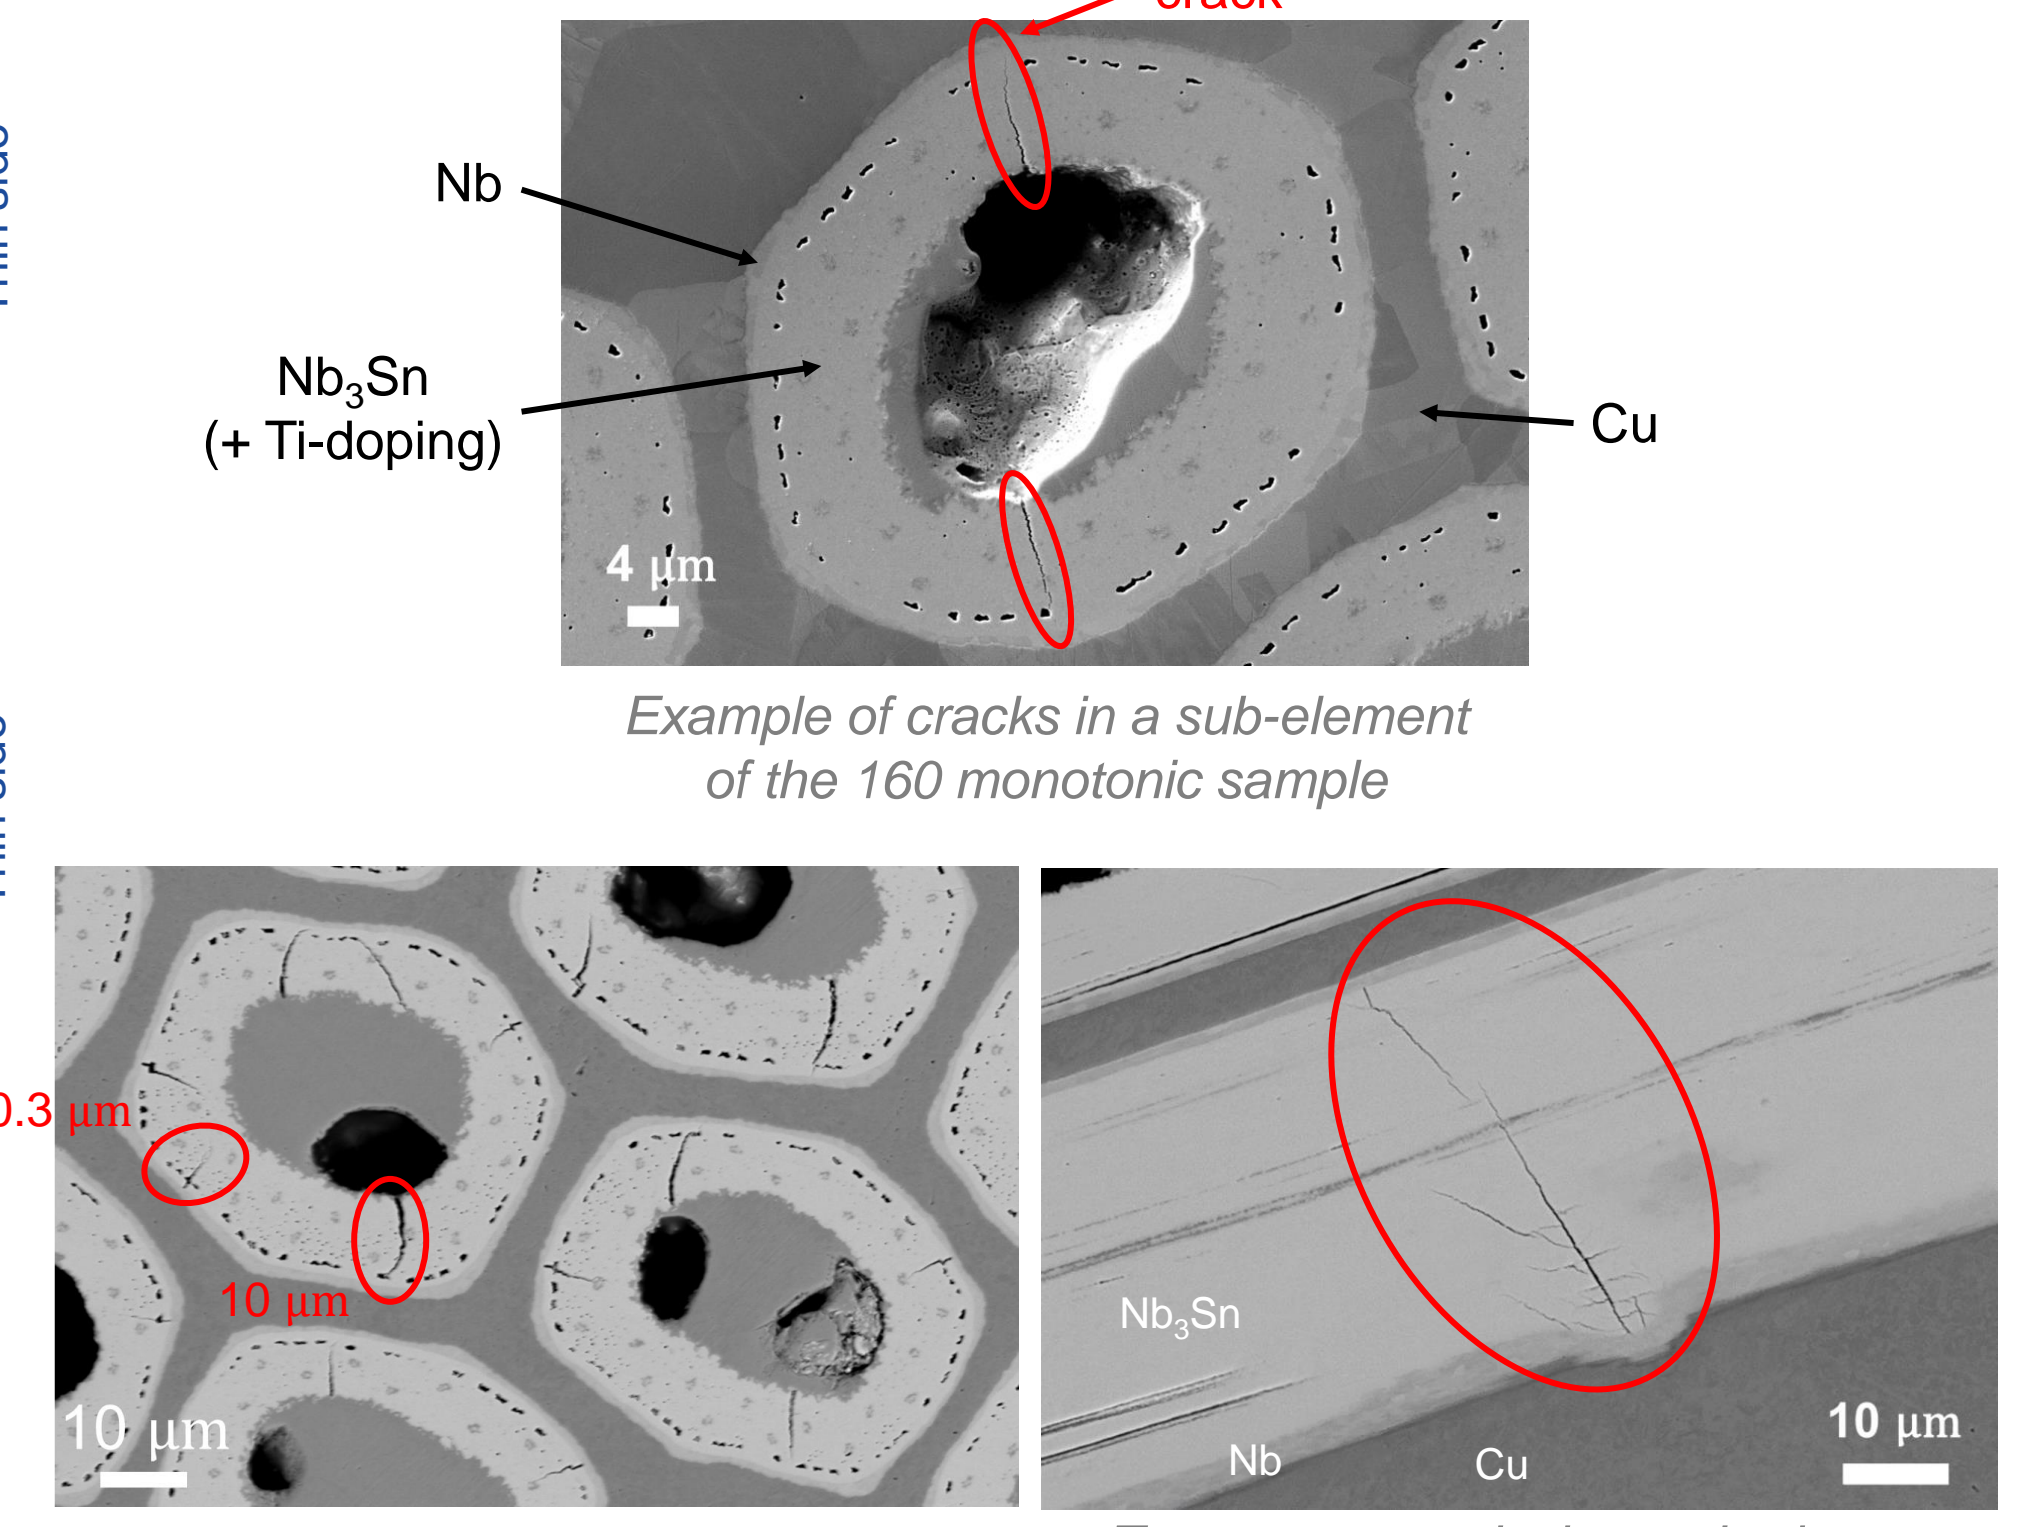 crack
Nb
Nb₃Sn
(+ Ti-doping)
Cu
4 μm
Example of cracks in a sub-element
of the 160 monotonic sample
0.3 μm
10 μm
10 μm
Nb₃Sn
Nb
Cu
10 μm